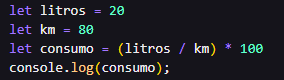 let litros = 20
let km = 80
let consumo = (litros / km) * 100
console.log(consumo);